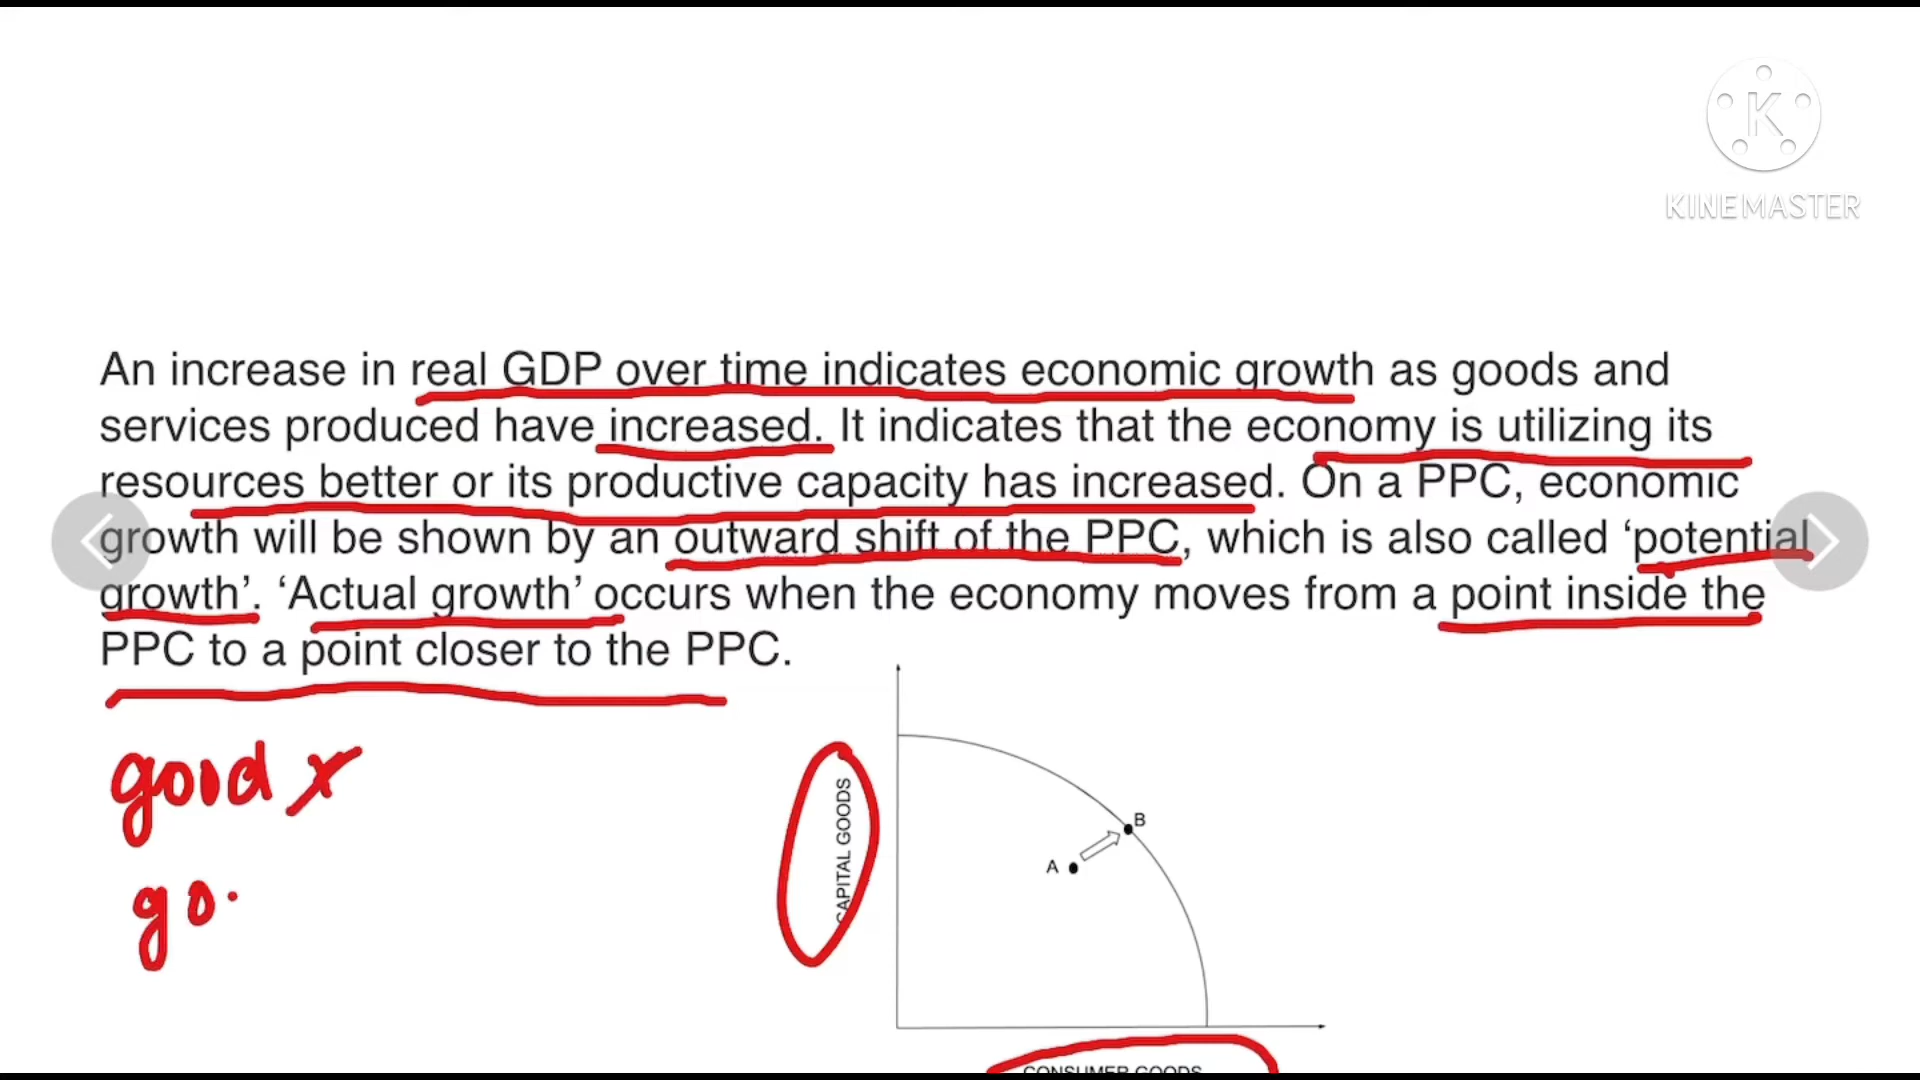 K
KINEMASTER
An increase in real GDP over time indicates economic growth as goods and
services produced have increased. It indicates that the economy is utilizing its
resources better or its productive capacity has increased. On a PPC, economic
growth will be shown by an outward shift of the PPC, which is also called ‘potential
growth’. ‘Actual growth’ occurs when the economy moves from a point inside the
PPC to a point closer to the PPC.
good x
go.
CAPITAL GOODS
B
A
CONSUMER GOODS